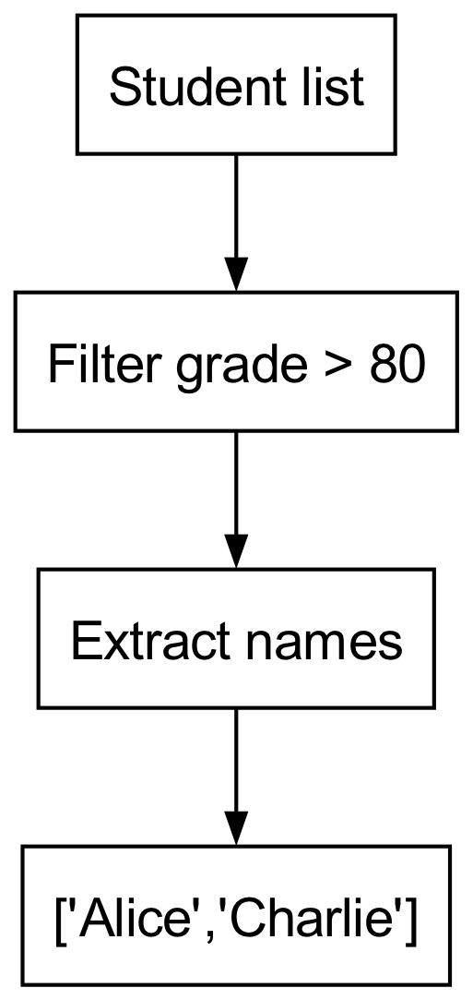 Student list
Filter grade > 80
Extract names
['Alice','Charlie']